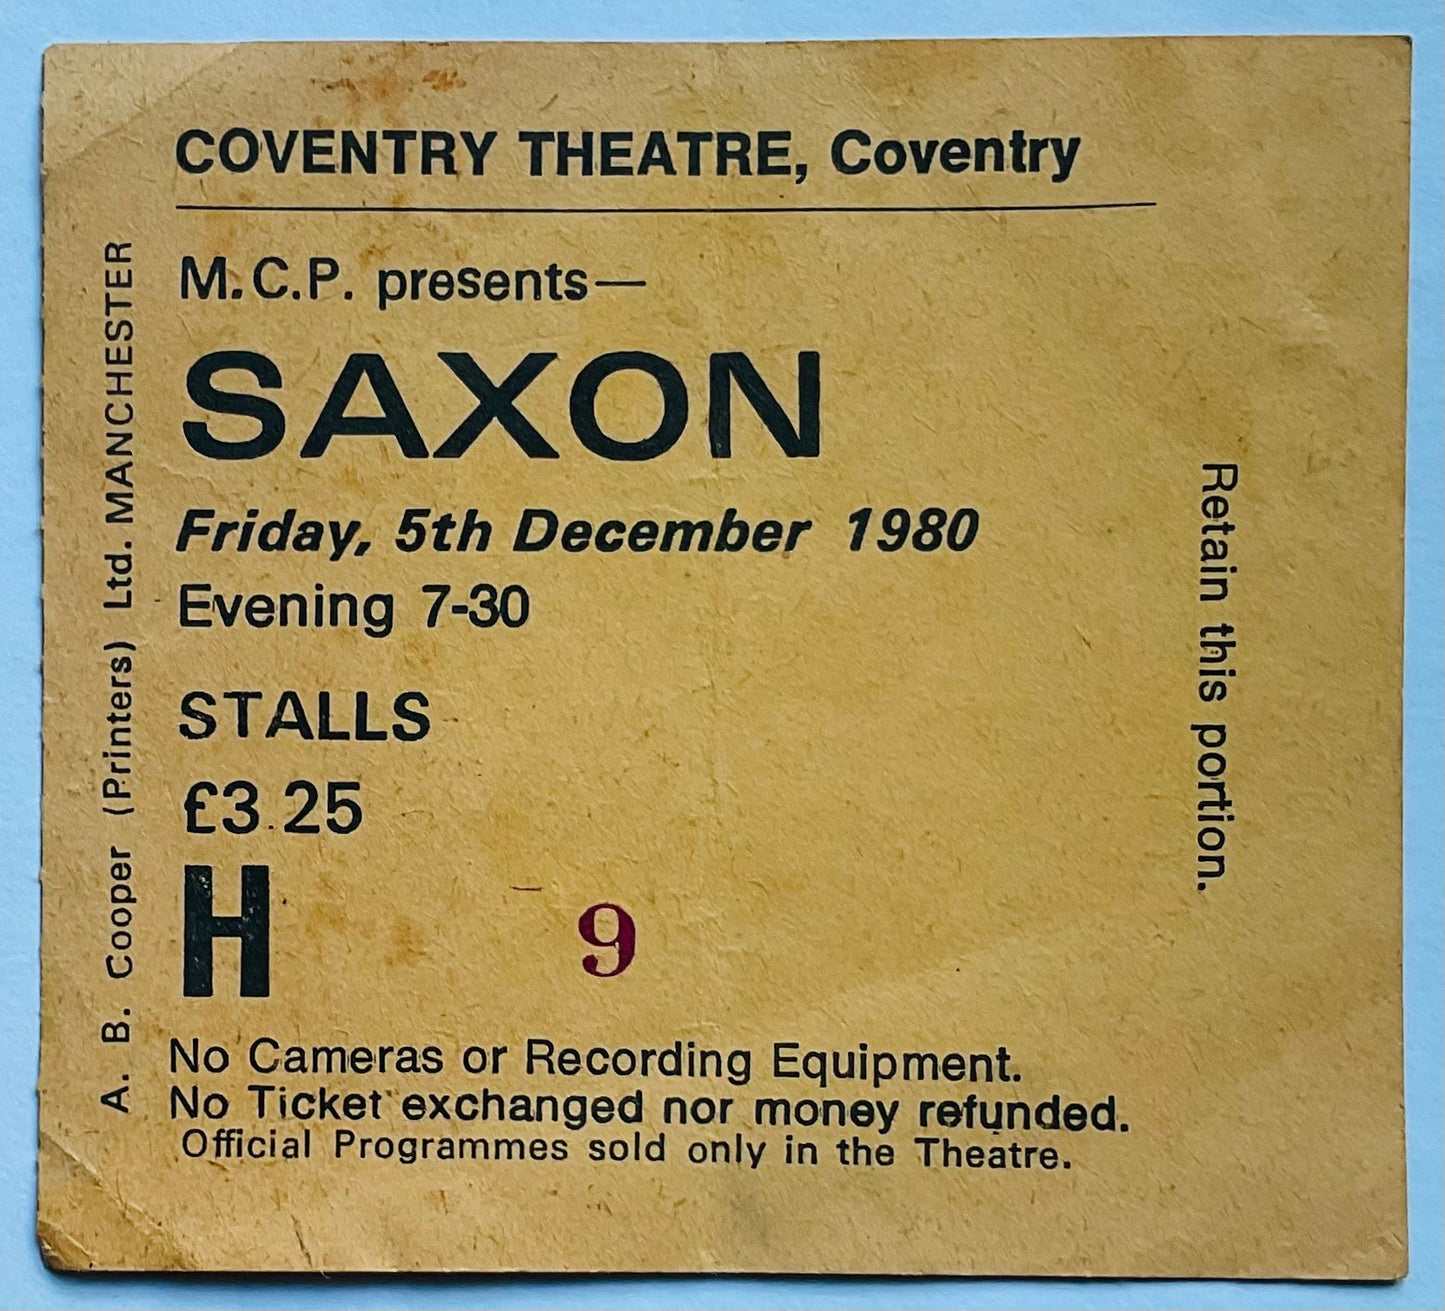 COVENTRY THEATRE, Coventry
M.C.P. presents—
SAXON
Friday, 5th December 1980
Evening 7-30
STALLS
£3.25
H 9
No Cameras or Recording Equipment.
No Ticket exchanged nor money refunded.
Official Programmes sold only in the Theatre.
A. B. Cooper (Printers) Ltd. MANCHESTER
Retain this portion.